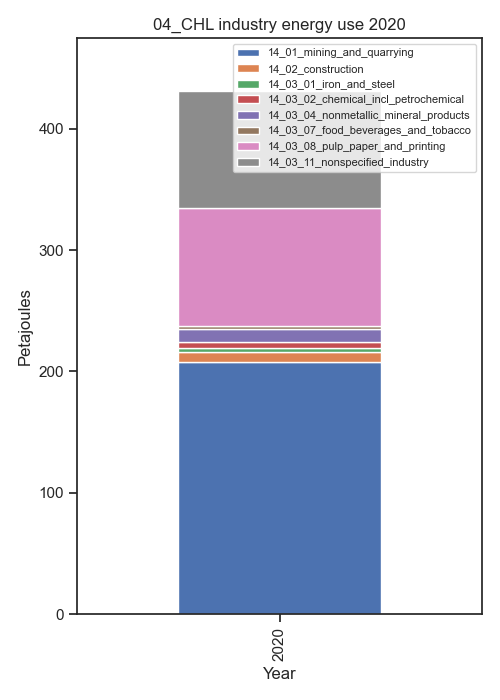 04_CHL industry energy use 2020
14_01_mining_and_quarrying
14_02_construction
14_03_01_iron_and_steel
14_03_02_chemical_incl_petrochemical
14_03_04_nonmetallic_mineral_products
14_03_07_food_beverages_and_tobacco
14_03_08_pulp_paper_and_printing
14_03_11_nonspecified_industry
400
300
200
100
0
Petajoules
2020
Year